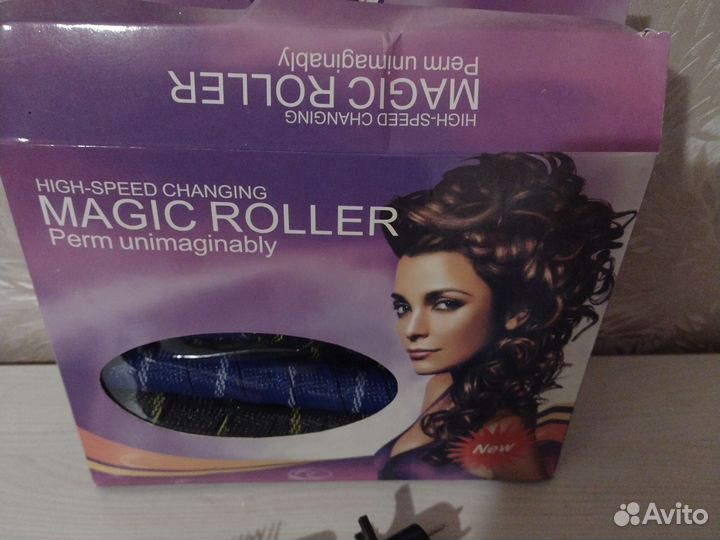 HIGH-SPEED CHANGING
MAGIC ROLLER
Perm unimaginably
HIGH-SPEED CHANGING
MAGIC ROLLER
Perm unimaginably
New
Avito